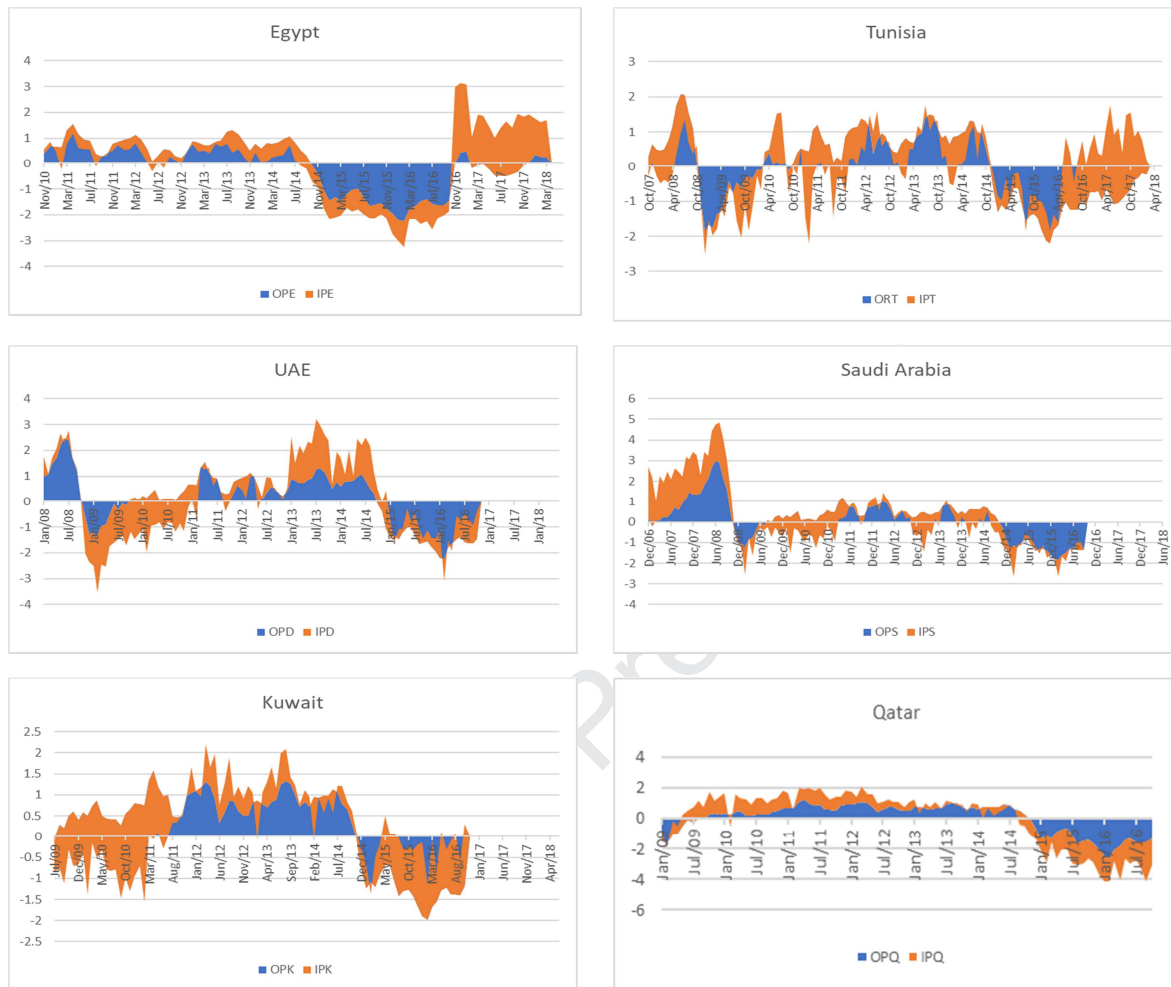 Egypt
4
3
2
1
0
-1
-2
-3
-4
Nov/10 Mar/11 Jul/11 Nov/11 Mar/12 Jul/12 Nov/12 Mar/13 Jul/13 Nov/13 Mar/14 Jul/14 Nov/14 Mar/15 Jul/15 Nov/15 Mar/16 Jul/16 Nov/16 Mar/17 Jul/17 Nov/17 Mar/18
OPE IPE
Tunisia
3
2
1
0
-1
-2
-3
Oct/07 Apr/08 Oct/08 Apr/09 Oct/09 Apr/10 Oct/10 Apr/11 Oct/11 Apr/12 Oct/12 Apr/13 Oct/13 Apr/14 Oct/14 Apr/15 Oct/15 Apr/16 Oct/16 Apr/17 Oct/17 Apr/18
ORT IPT
UAE
4
3
2
1
0
-1
-2
-3
-4
Jan/08 Jul/08 Jan/09 Jul/09 Jan/10 Jul/10 Jan/11 Jul/11 Jan/12 Jul/12 Jan/13 Jul/13 Jan/14 Jul/14 Jan/15 Jul/15 Jan/16 Jul/16 Jan/17 Jul/17 Jan/18
OPD IPD
Saudi Arabia
6
5
4
3
2
1
0
-1
-2
-3
-4
Dec/06 Jun/07 Dec/07 Jun/08 Dec/08 Jun/09 Dec/09 Jun/10 Dec/10 Jun/11 Dec/11 Jun/12 Dec/12 Jun/13 Dec/13 Jun/14 Dec/14 Jun/15 Dec/15 Jun/16 Dec/16 Jun/17 Dec/17 Jun/18
OPS IPS
Kuwait
2.5
2
1.5
1
0.5
0
-0.5
-1
-1.5
-2
-2.5
Jul/09 Dec/09 May/10 Oct/10 Mar/11 Aug/11 Jan/12 Jun/12 Nov/12 Apr/13 Sep/13 Feb/14 Jul/14 Dec/14 May/15 Oct/15 Mar/16 Aug/16 Jan/17 Jun/17 Nov/17 Apr/18
OPK IPK
Pre
Qatar
4
2
0
-2
-4
-6
Jan/09 Jul/09 Jan/10 Jul/10 Jan/11 Jul/11 Jan/12 Jul/12 Jan/13 Jul/13 Jan/14 Jul/14 Jan/15 Jul/15 Jan/16 Jul/16
OPQ IPQ